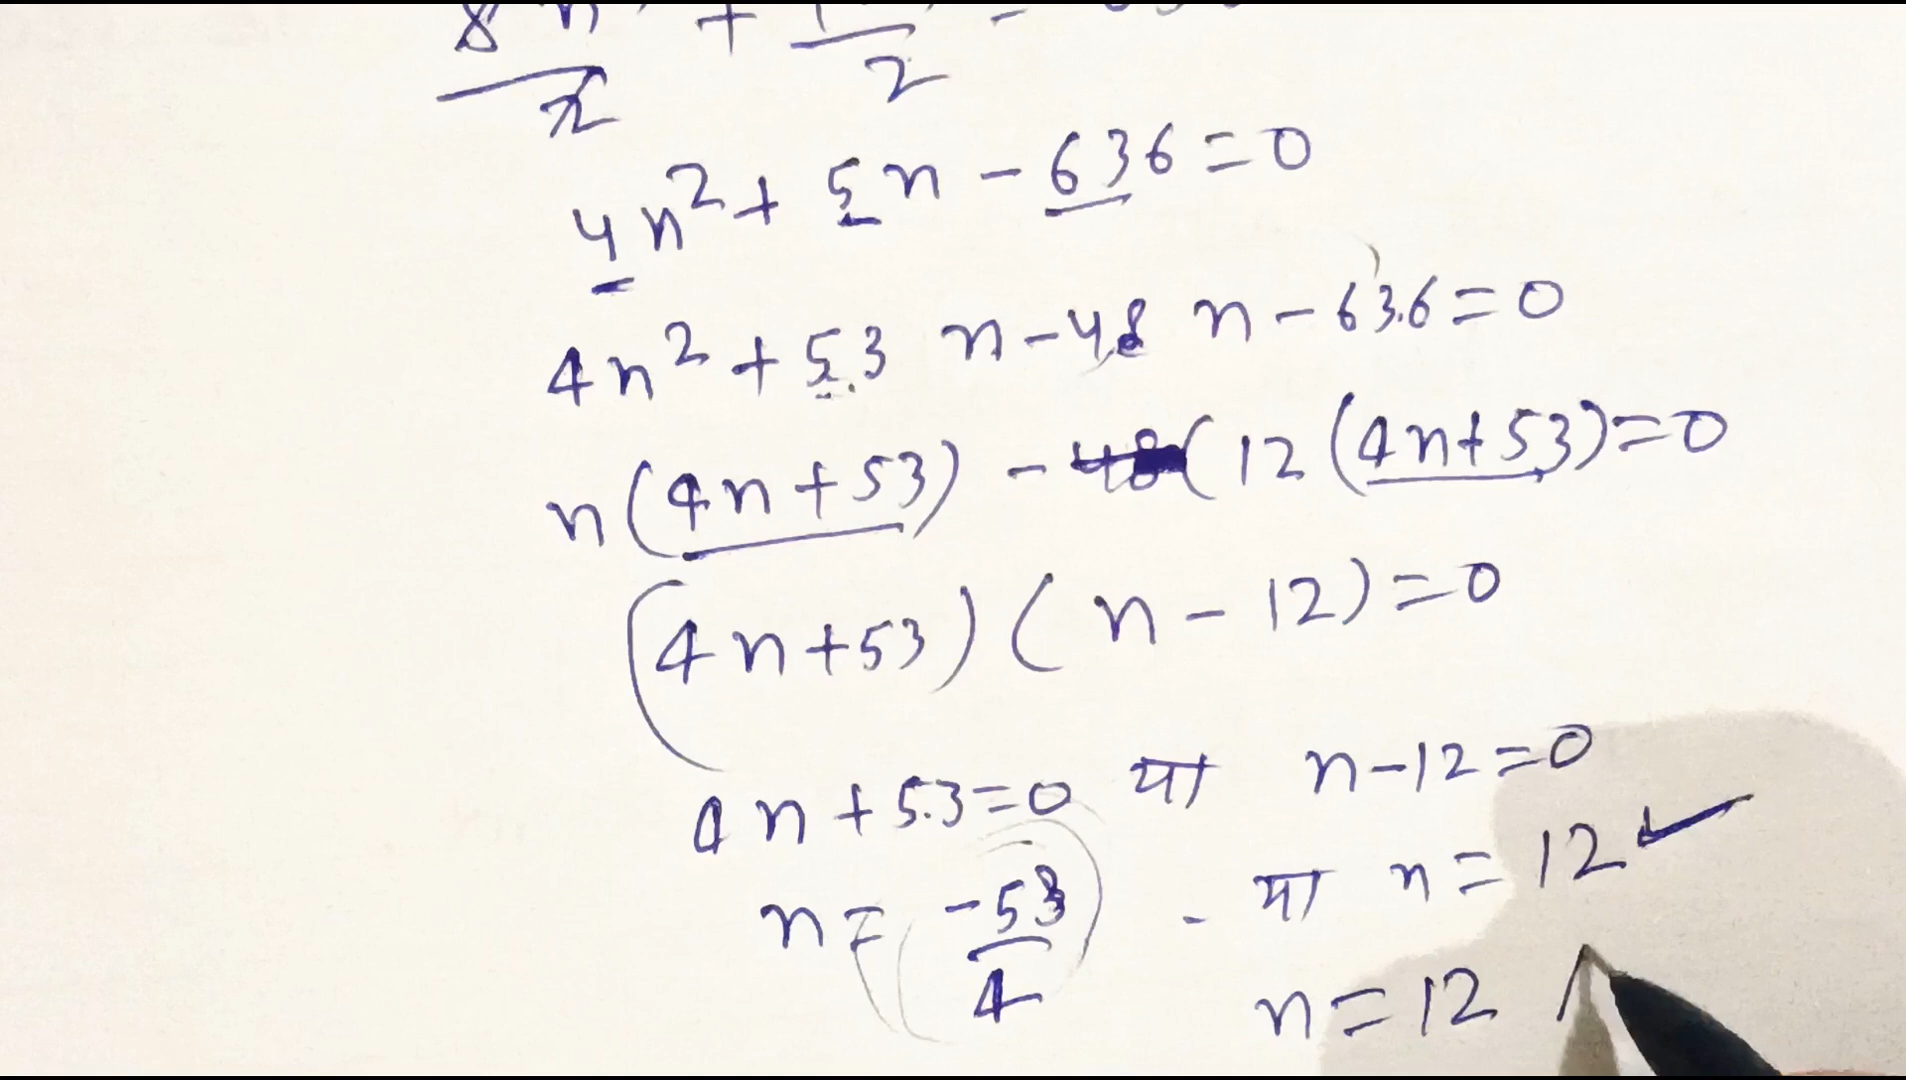 4n² + 5n - 636 = 0
4n² + 53 n - 48 n - 636 = 0
n (4n + 53) - 12 (4n + 53) = 0
(4n + 53) (n - 12) = 0
4n + 53 = 0 या n - 12 = 0
n = -53/4 या n = 12
n = 12